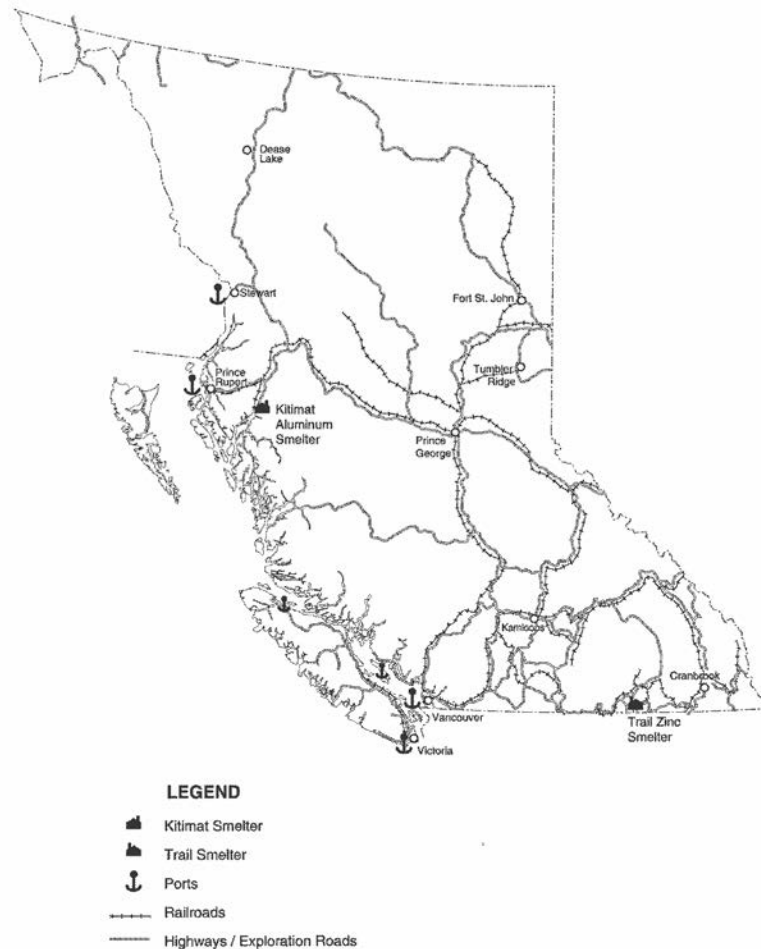 Dease
Lake
Stewart
Fort St. John
Tumbler
Ridge
Prince
Rupert
Kitimat
Aluminum
Smelter
Prince
George
Kamloops
Cranbrook
Vancouver
Trail Zinc
Smelter
Victoria
LEGEND
Kitimat Smelter
Trail Smelter
Ports
Railroads
Highways / Exploration Roads